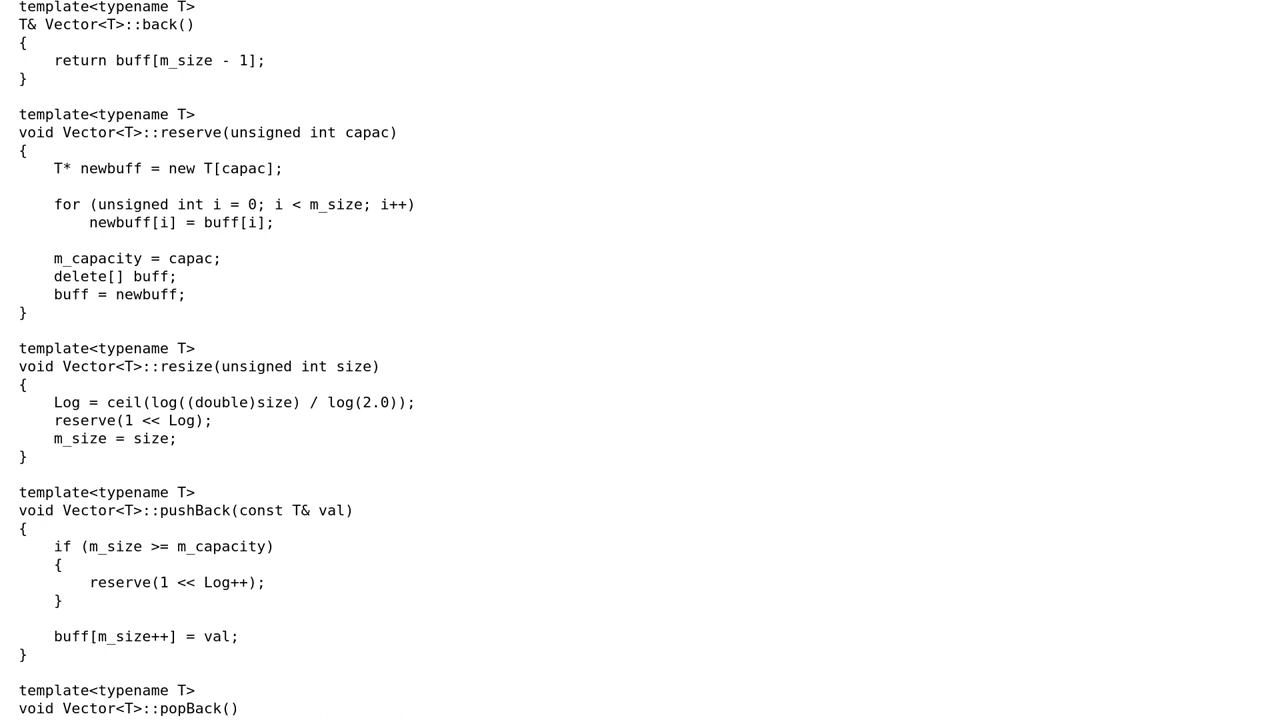 template<typename T>
T& Vector<T>::back()
{
    return buff[m_size - 1];
}

template<typename T>
void Vector<T>::reserve(unsigned int capac)
{
    T* newbuff = new T[capac];

    for (unsigned int i = 0; i < m_size; i++)
        newbuff[i] = buff[i];

    m_capacity = capac;
    delete[] buff;
    buff = newbuff;
}

template<typename T>
void Vector<T>::resize(unsigned int size)
{
    Log = ceil(log((double)size) / log(2.0));
    reserve(1 << Log);
    m_size = size;
}

template<typename T>
void Vector<T>::pushBack(const T& val)
{
    if (m_size >= m_capacity)
    {
        reserve(1 << Log++);
    }

    buff[m_size++] = val;
}

template<typename T>
void Vector<T>::popBack()